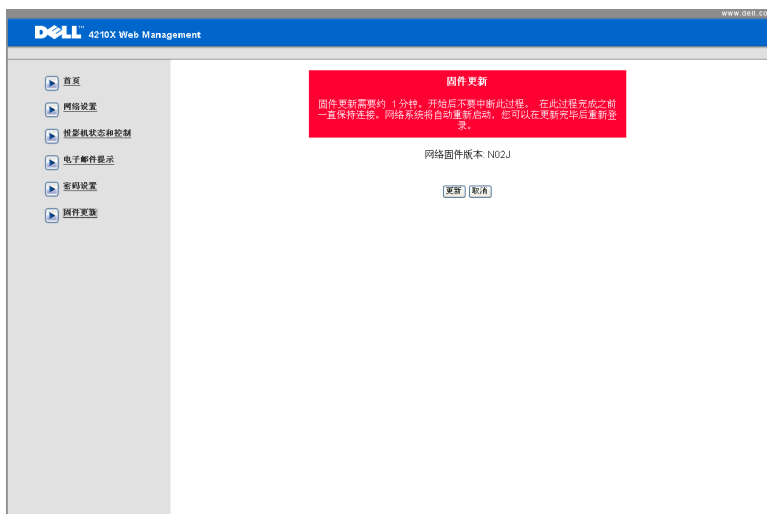 www.dell.co
DELL™ 4210X Web Management
首页
网络设置
投影机状态和控制
电子邮件提示
密码设置
固件更新
固件更新
固件更新需要约 1分钟。开始后不要中断此过程。 在此过程完成之前
一直保持连接。网络系统将自动重新启动，您可以在更新完毕后重新登
录。
网络固件版本: N02J
更新 取消